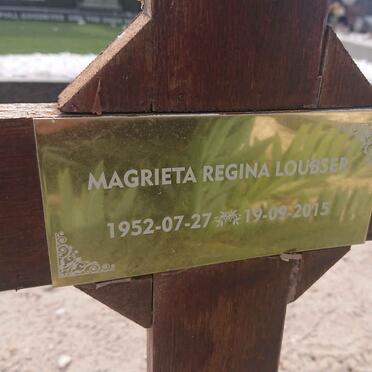 MAGRIETA REGINA LOUBSER
1952-07-27 19-09-2015